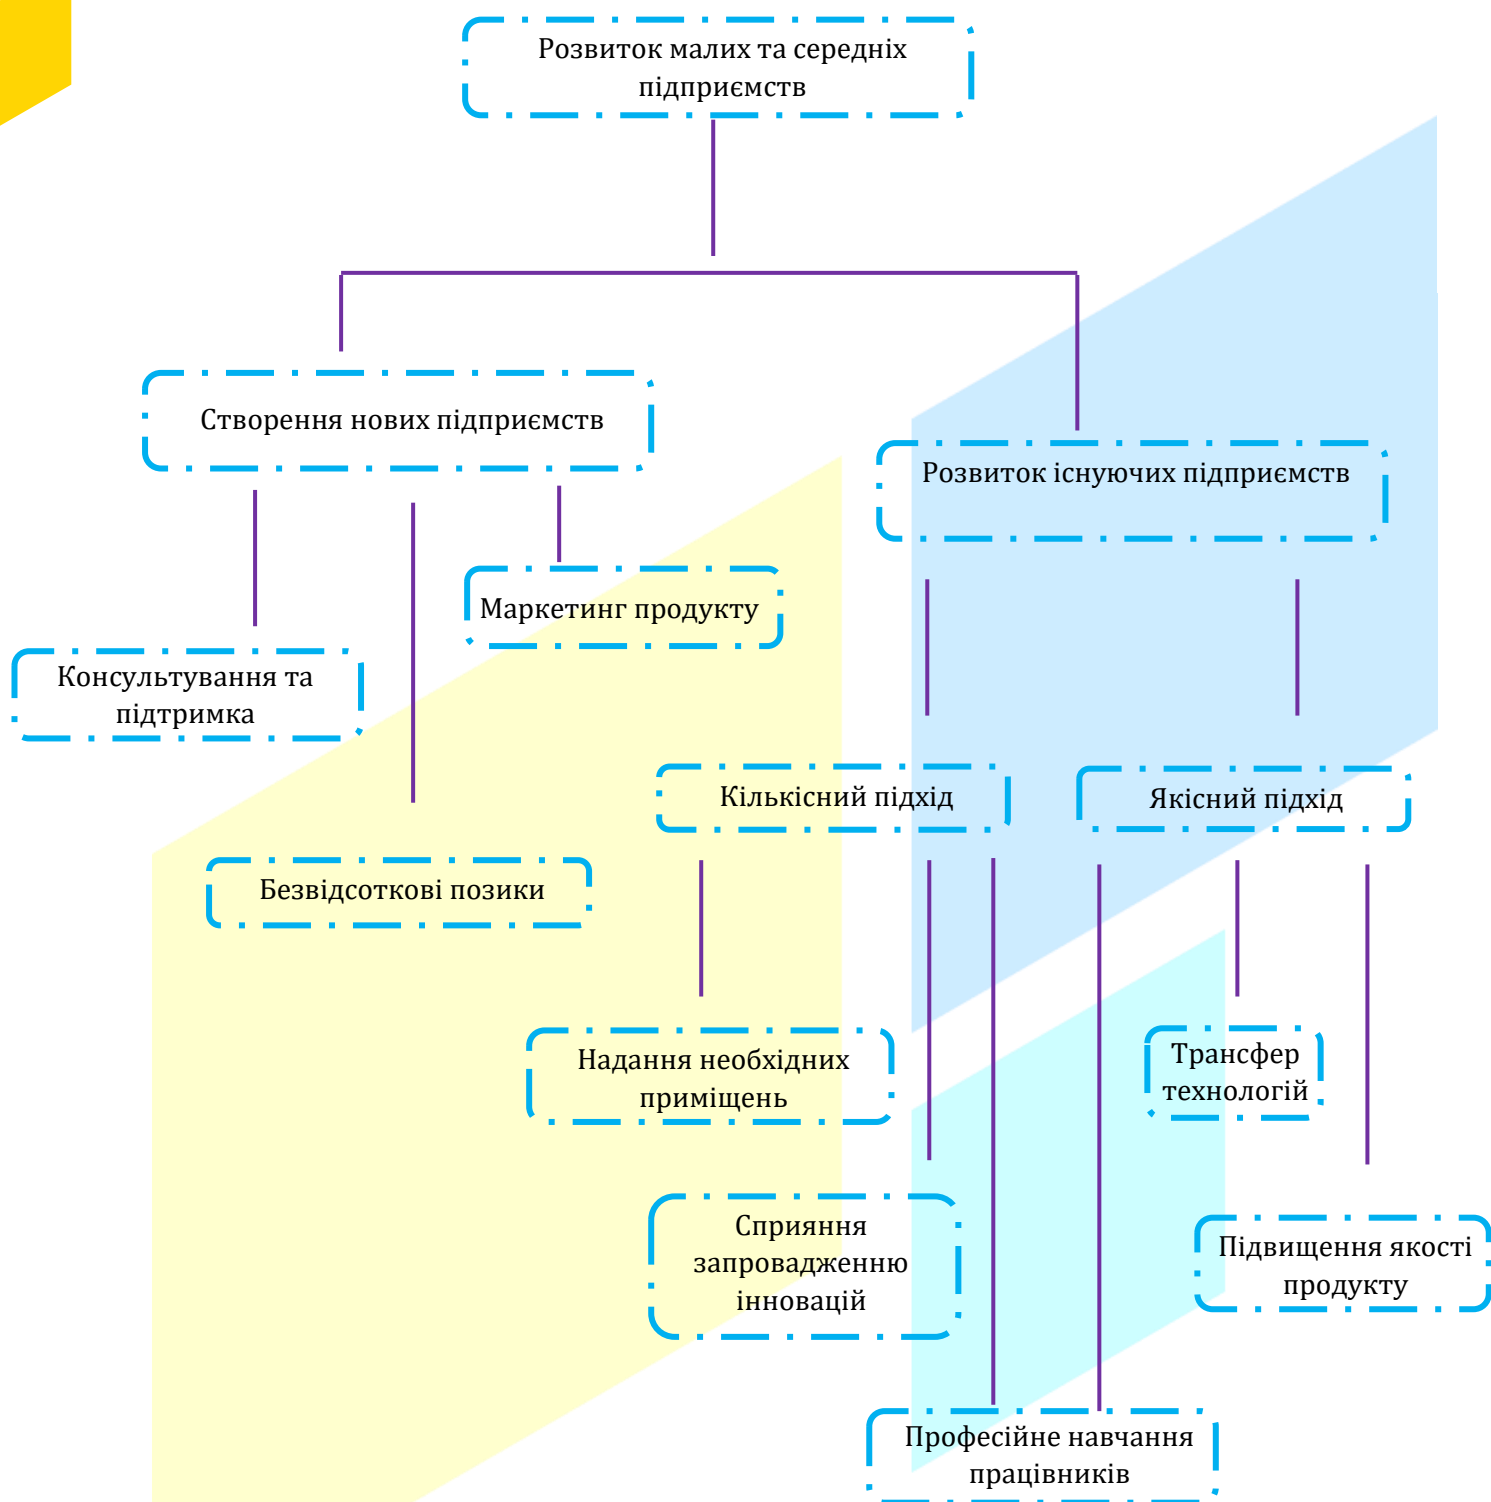 Розвиток малих та середніх
підприємств
Створення нових підприємств
Розвиток існуючих підприємств
Маркетинг продукту
Консультування та
підтримка
Кількісний підхід
Якісний підхід
Безвідсоткові позики
Надання необхідних
приміщень
Трансфер
технологій
Сприяння
запровадженню
інновацій
Підвищення якості
продукту
Професійне навчання
працівників